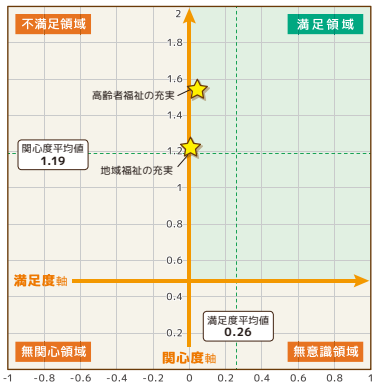 不満足領域
満足領域
2
1.8
1.6
高齢者福祉の充実
1.4
関心度平均値
1.19
1.2
地域福祉の充実
1
0.8
0.6
満足度軸
0.4
満足度平均値
0.26
0.2
無関心領域
関心度軸
無意識領域
-1
-0.8
-0.6
-0.4
-0.2
0
0.2
0.4
0.6
0.8
1